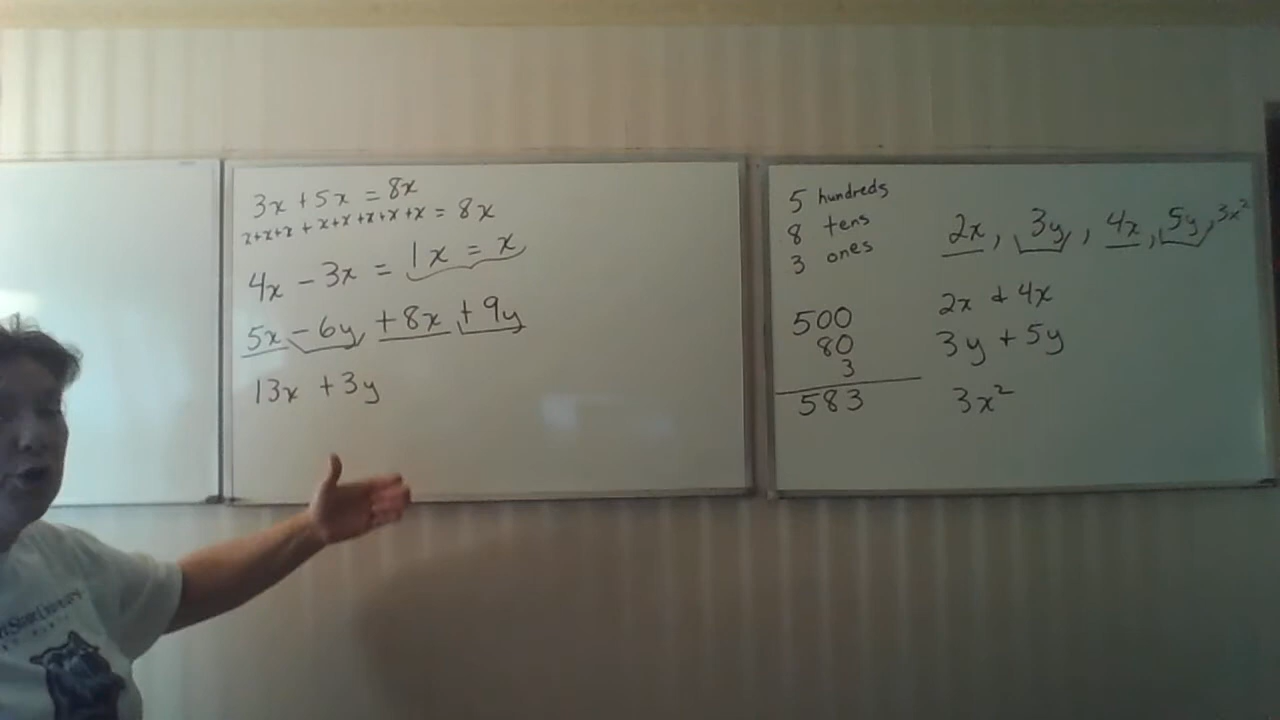 3x + 5x = 8x
x+x+x + x+x+x+x+x = 8x
4x - 3x = 1x = x
5x - 6y + 8x + 9y
13x + 3y
5 hundreds
8 tens
3 ones
500
80
3
583
2x, 3y, 4x, 5y, 3x²
2x + 4x
3y + 5y
3x²